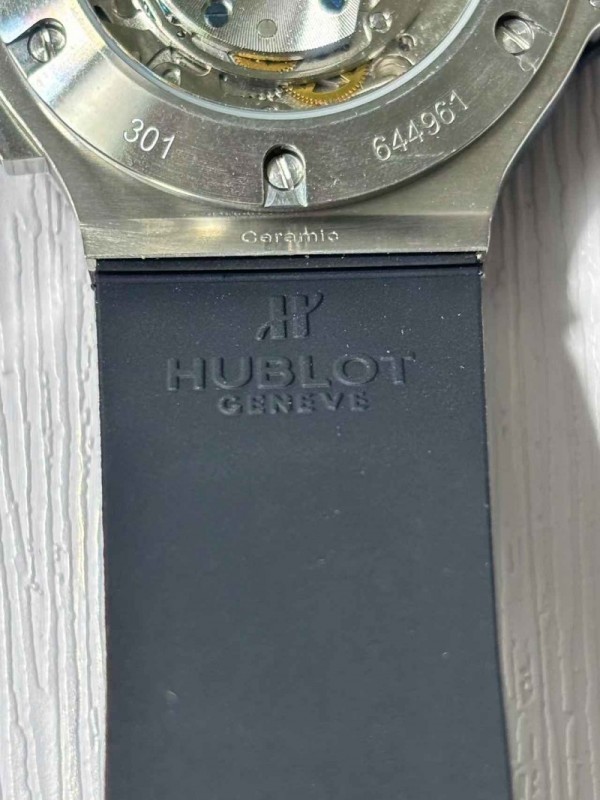 301
644961
Ceramic
HUBLOT
GENEVE